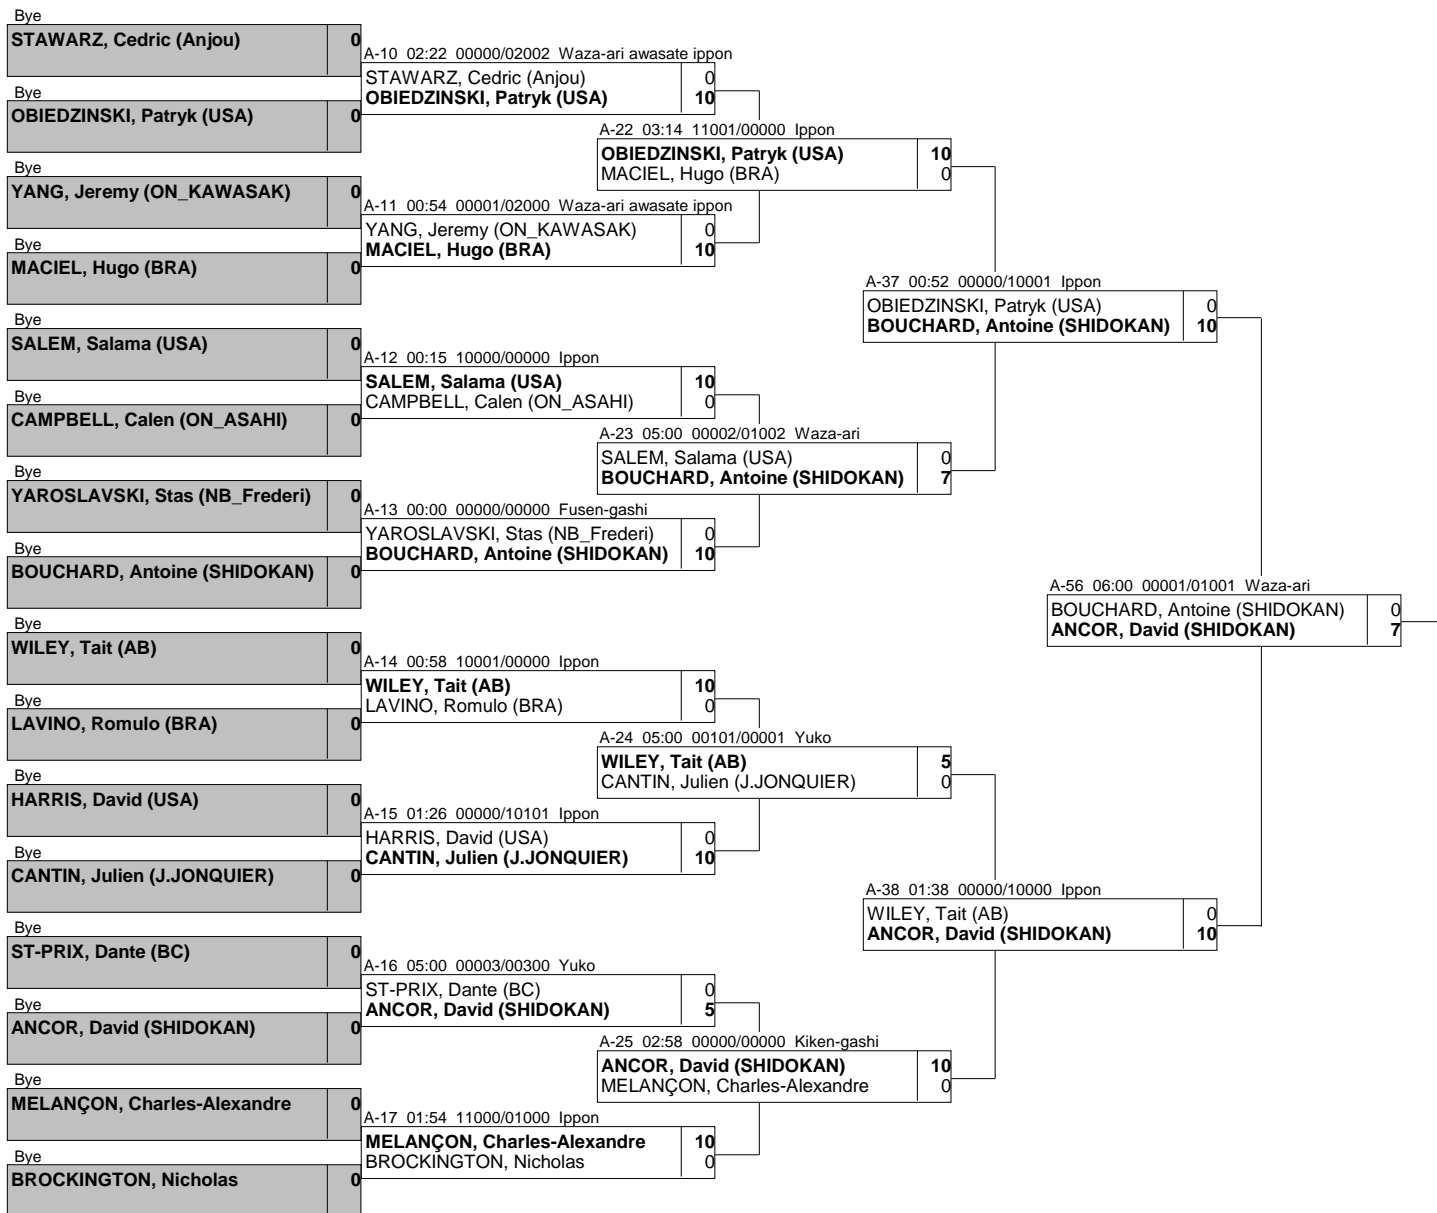 Bye
STAWARZ, Cedric (Anjou) 0
Bye
OBIEDZINSKI, Patryk (USA) 0
Bye
YANG, Jeremy (ON_KAWASAK) 0
Bye
MACIEL, Hugo (BRA) 0
Bye
SALEM, Salama (USA) 0
Bye
CAMPBELL, Calen (ON_ASAHI) 0
Bye
YAROSLAVSKI, Stas (NB_Frederi) 0
Bye
BOUCHARD, Antoine (SHIDOKAN) 0
Bye
WILEY, Tait (AB) 0
Bye
LAVINO, Romulo (BRA) 0
Bye
HARRIS, David (USA) 0
Bye
CANTIN, Julien (J.JONQUIER) 0
Bye
ST-PRIX, Dante (BC) 0
Bye
ANCOR, David (SHIDOKAN) 0
Bye
MELANÇON, Charles-Alexandre 0
Bye
BROCKINGTON, Nicholas 0
A-10 02:22 00000/02002 Waza-ari awasate ippon
STAWARZ, Cedric (Anjou) 0
OBIEDZINSKI, Patryk (USA) 10
A-11 00:54 00001/02000 Waza-ari awasate ippon
YANG, Jeremy (ON_KAWASAK) 0
MACIEL, Hugo (BRA) 10
A-12 00:15 10000/00000 Ippon
SALEM, Salama (USA) 10
CAMPBELL, Calen (ON_ASAHI) 0
A-13 00:00 00000/00000 Fusen-gashi
YAROSLAVSKI, Stas (NB_Frederi) 0
BOUCHARD, Antoine (SHIDOKAN) 10
A-14 00:58 10001/00000 Ippon
WILEY, Tait (AB) 10
LAVINO, Romulo (BRA) 0
A-15 01:26 00000/10101 Ippon
HARRIS, David (USA) 0
CANTIN, Julien (J.JONQUIER) 10
A-16 05:00 00003/00300 Yuko
ST-PRIX, Dante (BC) 0
ANCOR, David (SHIDOKAN) 5
A-17 01:54 11000/01000 Ippon
MELANÇON, Charles-Alexandre 10
BROCKINGTON, Nicholas 0
A-22 03:14 11001/00000 Ippon
OBIEDZINSKI, Patryk (USA) 10
MACIEL, Hugo (BRA) 0
A-23 05:00 00002/01002 Waza-ari
SALEM, Salama (USA) 0
BOUCHARD, Antoine (SHIDOKAN) 7
A-24 05:00 00101/00001 Yuko
WILEY, Tait (AB) 5
CANTIN, Julien (J.JONQUIER) 0
A-25 02:58 00000/00000 Kiken-gashi
ANCOR, David (SHIDOKAN) 10
MELANÇON, Charles-Alexandre 0
A-37 00:52 00000/10001 Ippon
OBIEDZINSKI, Patryk (USA) 0
BOUCHARD, Antoine (SHIDOKAN) 10
A-38 01:38 00000/10000 Ippon
WILEY, Tait (AB) 0
ANCOR, David (SHIDOKAN) 10
A-56 06:00 00001/01001 Waza-ari
BOUCHARD, Antoine (SHIDOKAN) 0
ANCOR, David (SHIDOKAN) 7